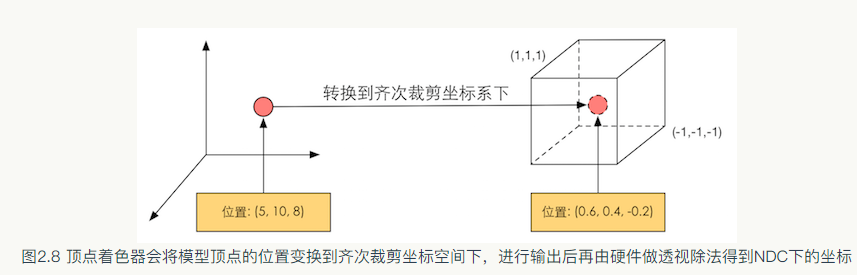 (1,1,1)
转换到齐次裁剪坐标系下
(-1,-1,-1)
位置: (5, 10, 8)
位置: (0.6, 0.4, -0.2)
图2.8 顶点着色器会将模型顶点的位置变换到齐次裁剪坐标空间下，进行输出后再由硬件做透视除法得到NDC下的坐标